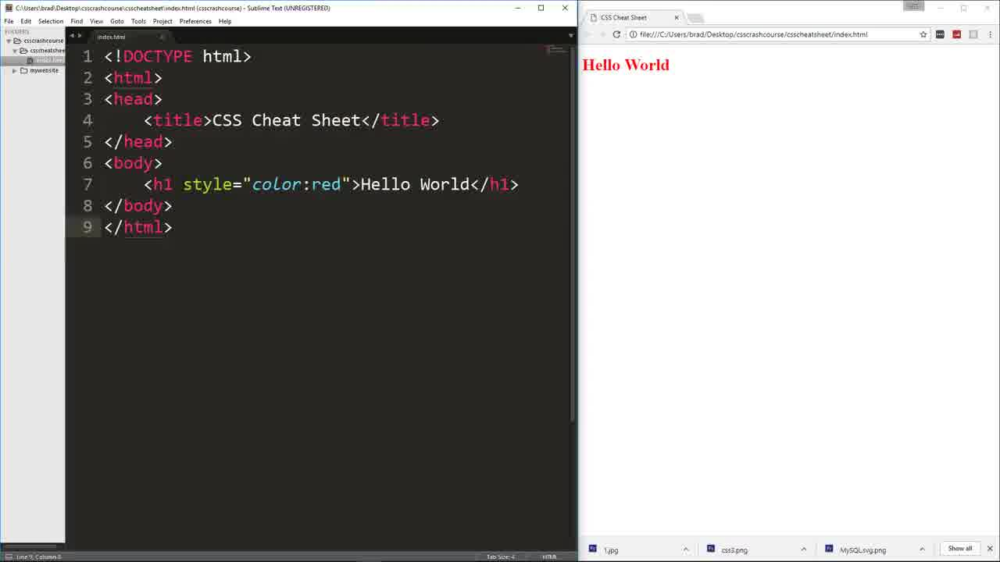 C:\Users\brad\Desktop\csscrashcourse\csscheatsheet\index.html (csscrashcourse) - Sublime Text (UNREGISTERED)
File Edit Selection Find View Goto Tools Project Preferences Help
FOLDERS
csscrashcourse
csscheatshee
index.html
mywebsite
index.html
1 <!DOCTYPE html>
2 <html>
3 <head>
4 <title>CSS Cheat Sheet</title>
5 </head>
6 <body>
7 <h1 style="color:red">Hello World</h1>
8 </body>
9 </html>
Line 9, Column 8
Tab Size: 4
HTML
CSS Cheat Sheet
file:///C:/Users/brad/Desktop/csscrashcourse/csscheatsheet/index.html
Hello World
1.jpg
css3.png
MySQL.svg.png
Show all